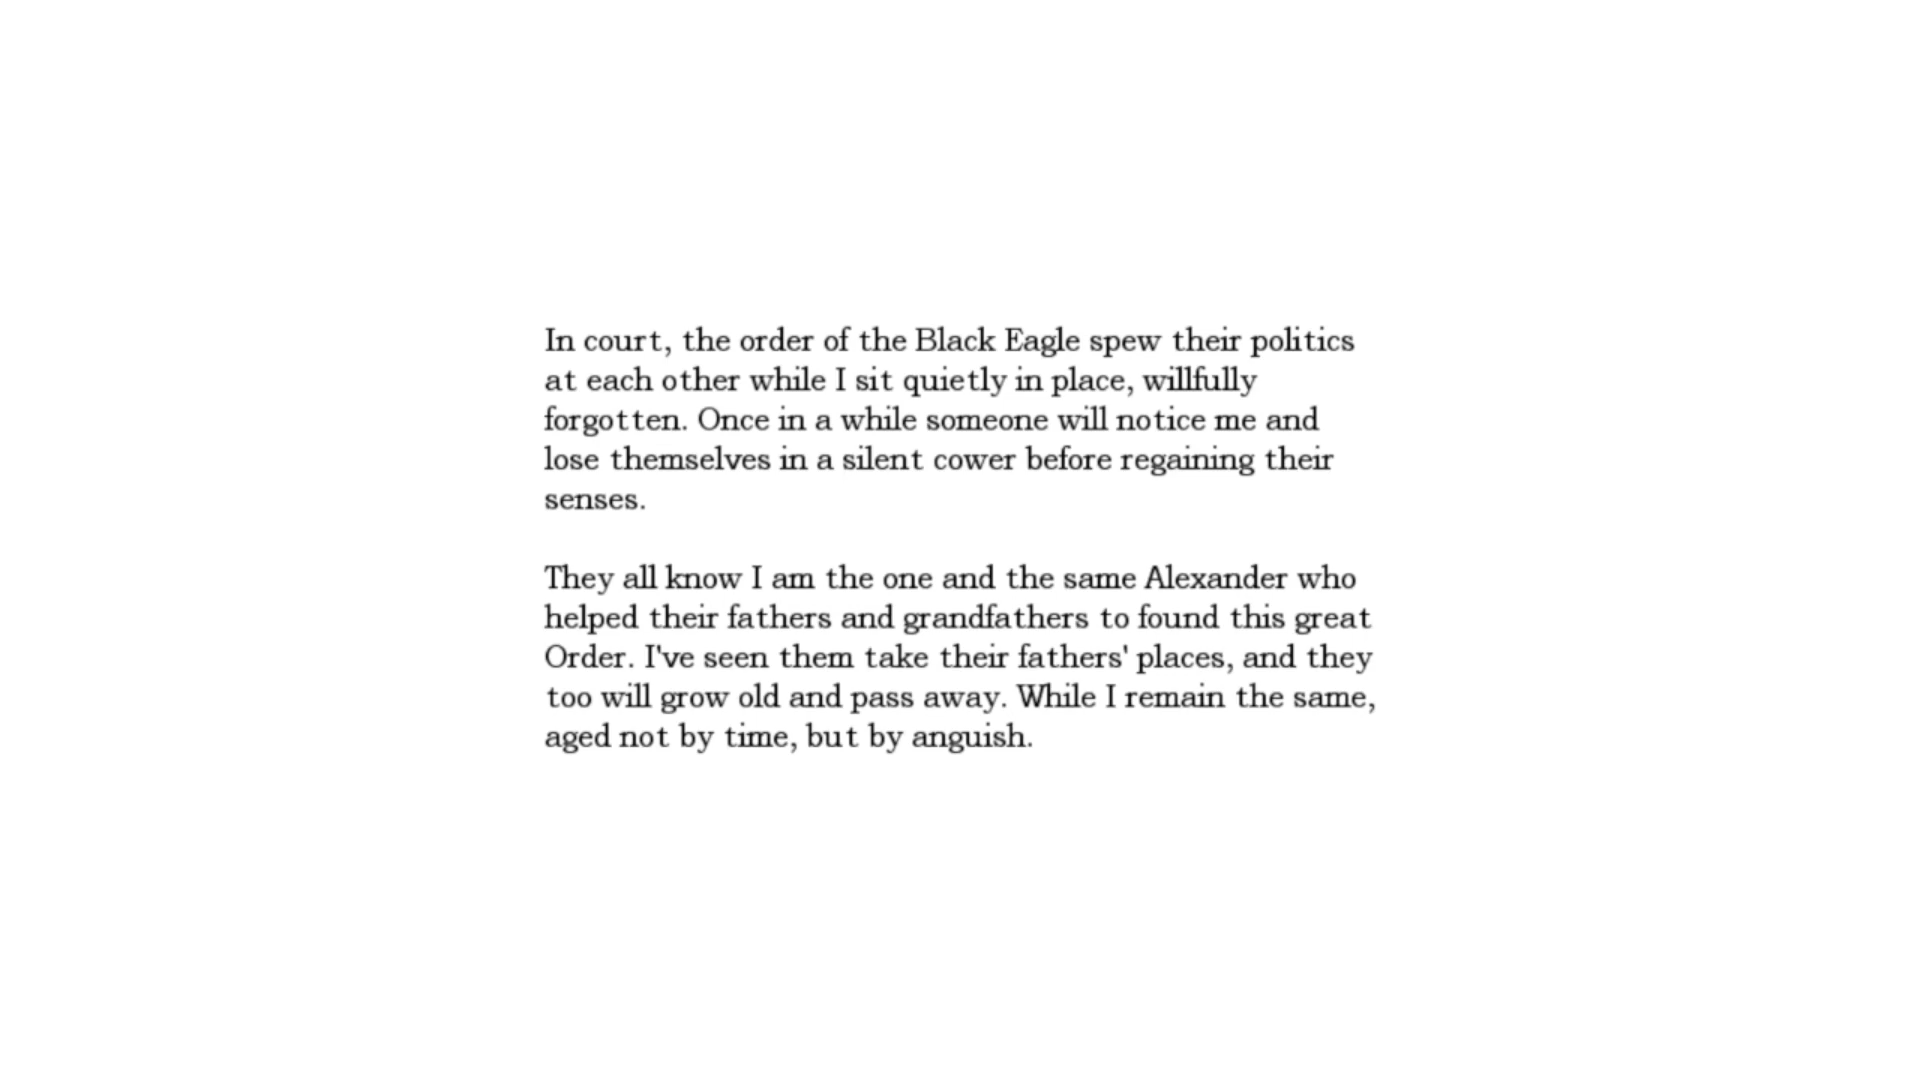 In court, the order of the Black Eagle spew their politics
at each other while I sit quietly in place, willfully
forgotten. Once in a while someone will notice me and
lose themselves in a silent cower before regaining their
senses.
They all know I am the one and the same Alexander who
helped their fathers and grandfathers to found this great
Order. I've seen them take their fathers' places, and they
too will grow old and pass away. While I remain the same,
aged not by time, but by anguish.